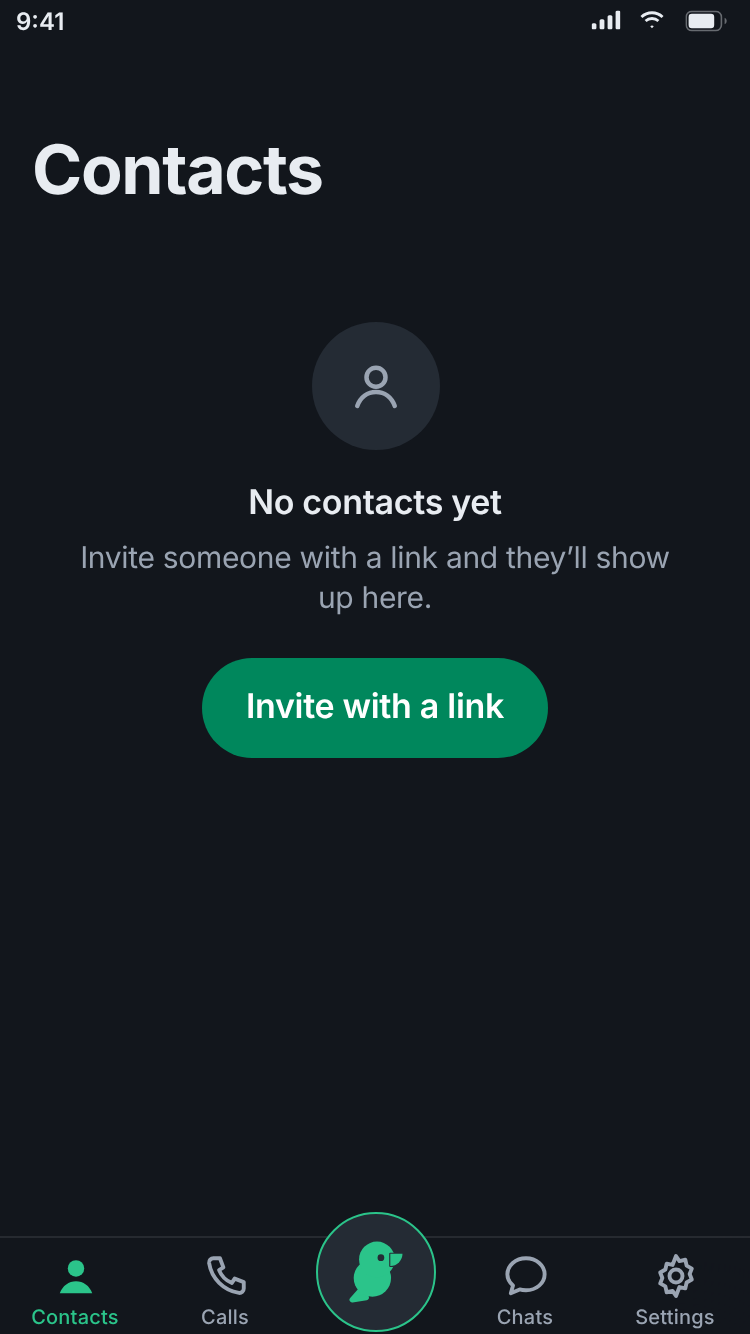 9:41
Contacts
No contacts yet
Invite someone with a link and they’ll show
up here.
Invite with a link
Contacts
Calls
Chats
Settings